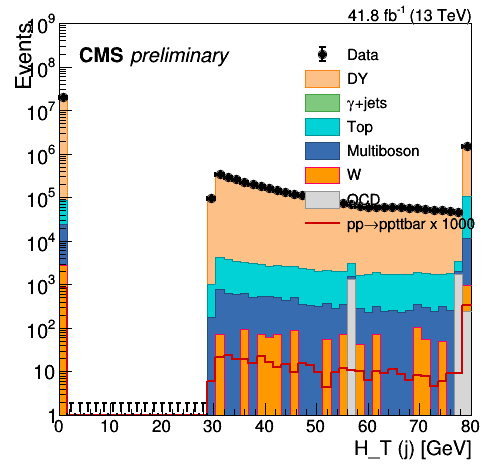 41.8 fb⁻¹ (13 TeV)
Events
CMS preliminary
Data
DY
γ+jets
Top
Multiboson
W
QCD
pp→ppttbar x 1000
10⁹
10⁸
10⁷
10⁶
10⁵
10⁴
10³
10²
10
1
0 10 20 30 40 50 60 70 80
H_T (j) [GeV]